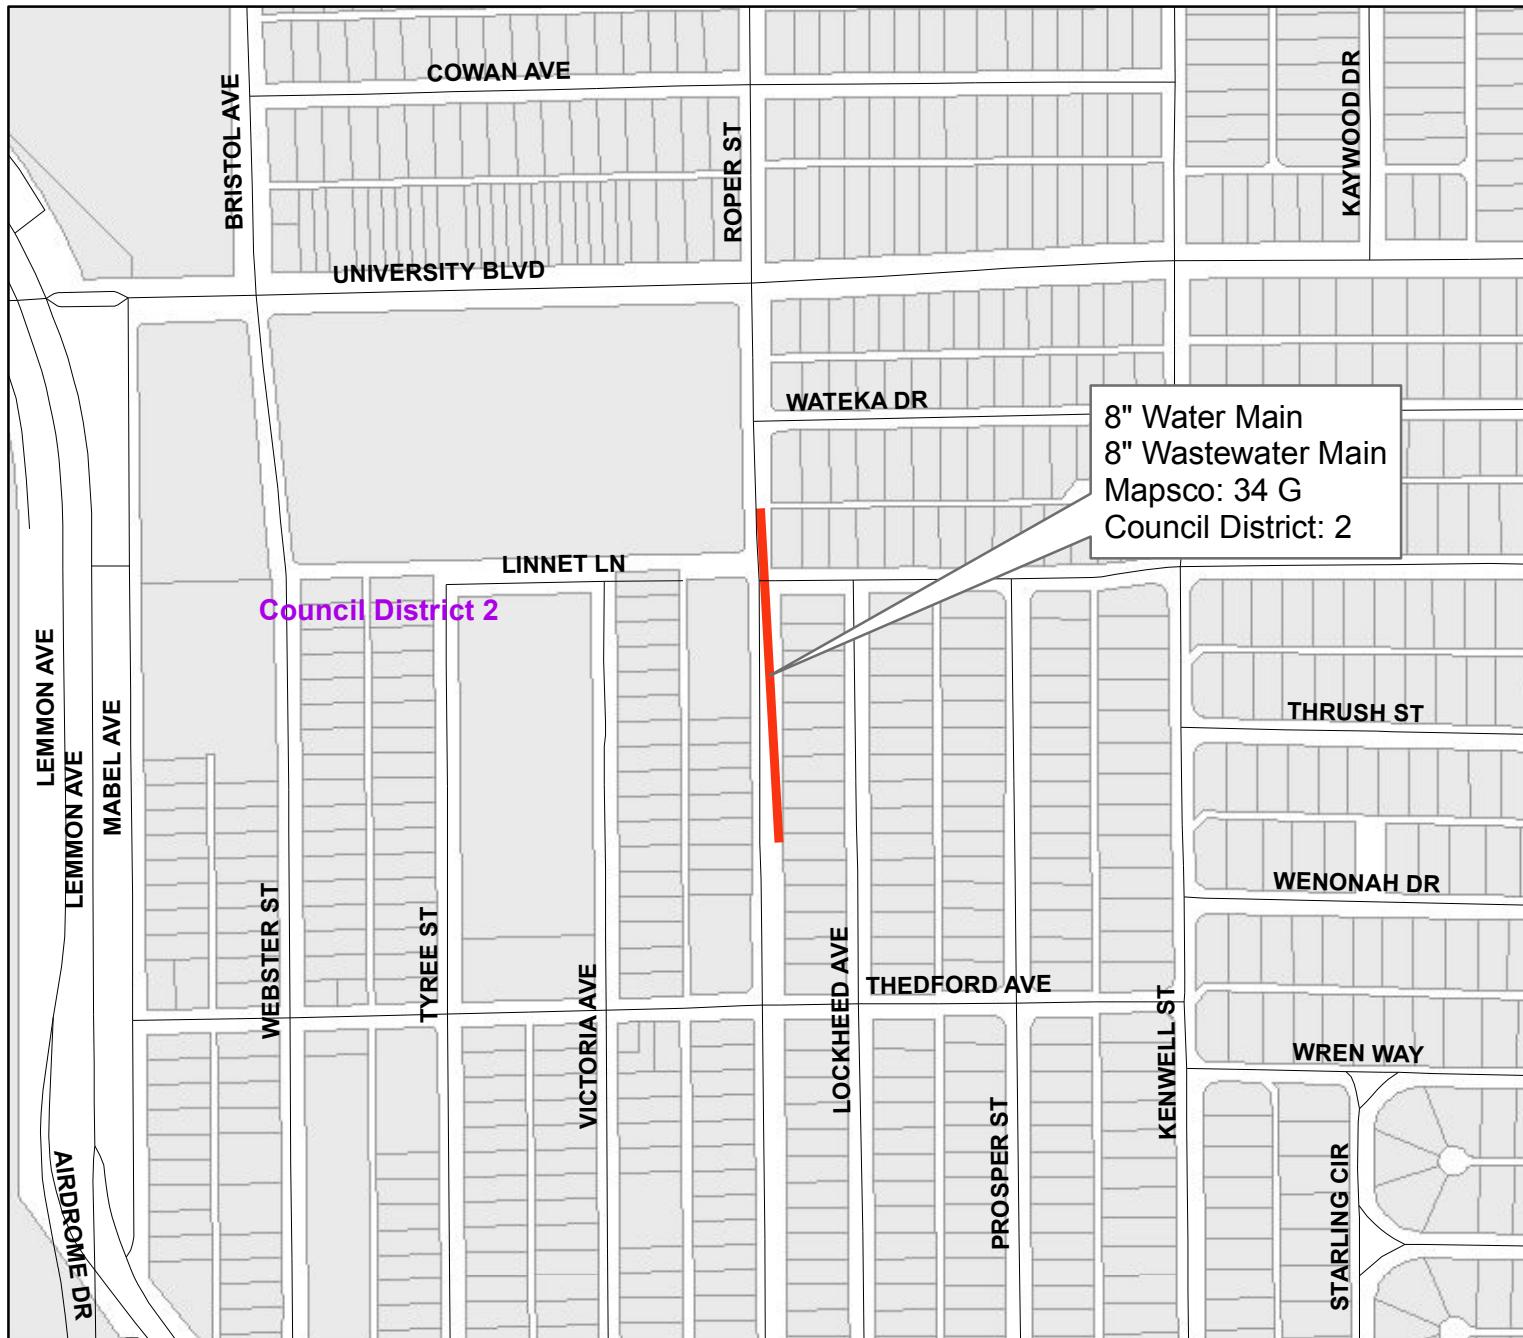 COWAN AVE
BRISTOL AVE
ROPER ST
KAYWOOD DR
UNIVERSITY BLVD
WATEKA DR
8" Water Main
8" Wastewater Main
Mapsco: 34 G
Council District: 2
LINNET LN
Council District 2
LEMMON AVE
LEMMON AVE
MABEL AVE
THRUSH ST
WENONAH DR
WEBSTER ST
TYREE ST
VICTORIA AVE
LOCKHEED AVE
THEDFORD AVE
KENWELL ST
WREN WAY
PROSPER ST
STARLING CIR
AIRDROME DR